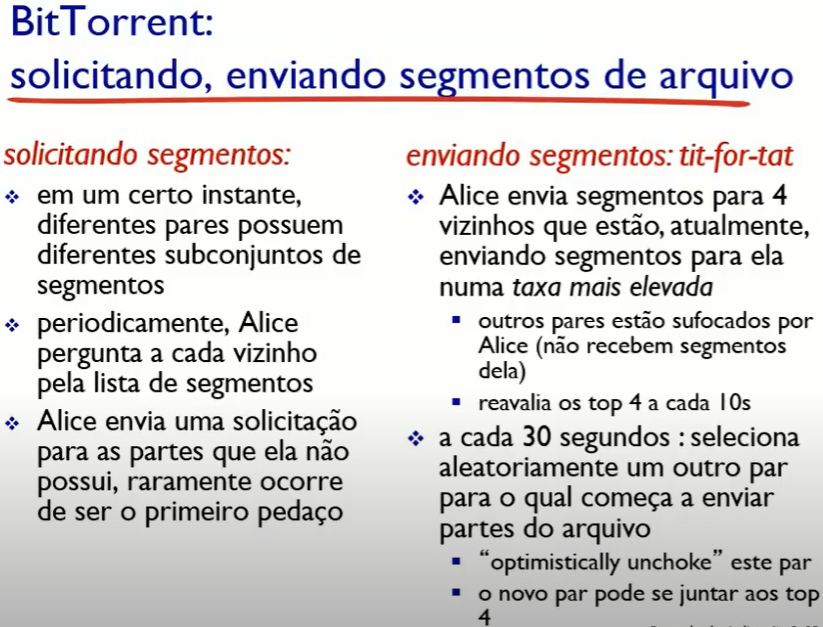 BitTorrent:
solicitando, enviando segmentos de arquivo
solicitando segmentos:
em um certo instante,
diferentes pares possuem
diferentes subconjuntos de
segmentos
periodicamente, Alice
pergunta a cada vizinho
pela lista de segmentos
Alice envia uma solicitação
para as partes que ela não
possui, raramente ocorre
de ser o primeiro pedaço
enviando segmentos: tit-for-tat
Alice envia segmentos para 4
vizinhos que estão, atualmente,
enviando segmentos para ela
numa taxa mais elevada
outros pares estão sufocados por
Alice (não recebem segmentos
dela)
reavalia os top 4 a cada 10s
a cada 30 segundos : seleciona
aleatoriamente um outro par
para o qual começa a enviar
partes do arquivo
“optimistically unchoke” este par
o novo par pode se juntar aos top
4